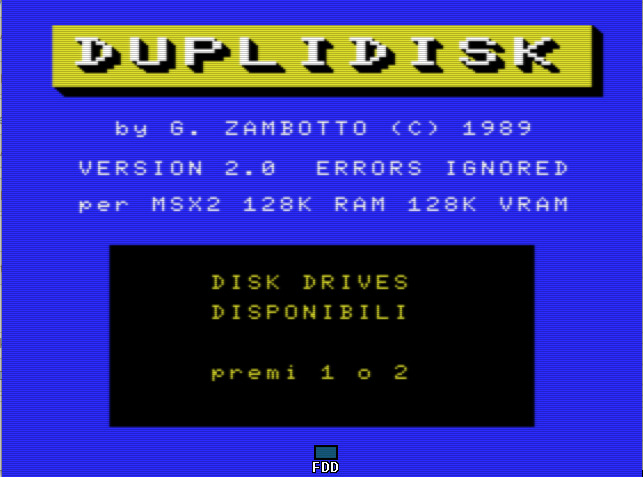 DUPLIDISK
by G. ZAMBOTTO (C) 1989
VERSION 2.0 ERRORS IGNORED
per MSX2 128K RAM 128K VRAM
DISK DRIVES
DISPONIBILI
premi 1 o 2
FDD